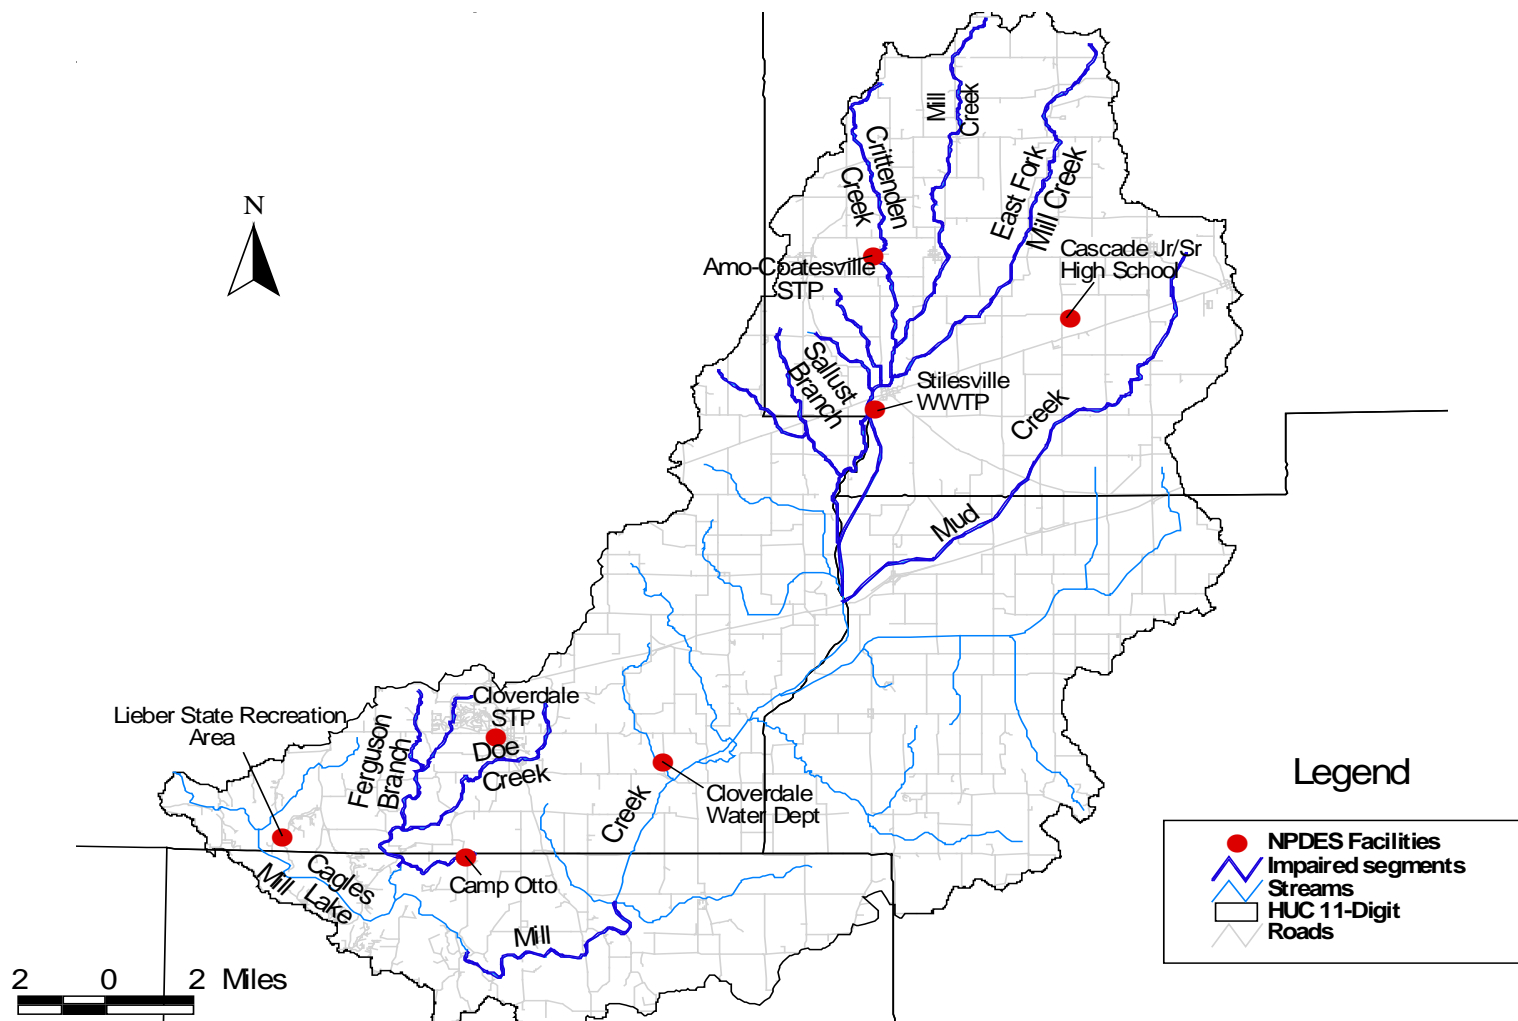 N
Mill
Creek
Crittenden
Creek
East Fork
Mill Creek
Cascade Jr/Sr
High School
Amo-Coatesville
STP
Sallust
Branch
Stilesville
WWTP
Creek
Mud
Cloverdale
STP
Lieber State Recreation
Area
Ferguson
Branch
Doe
Creek
Cloverdale
Water Dept
Creek
Camp Otto
Cagles
Mill Lake
Mill
2 0 2 Miles
Legend
NPDES Facilities
Impaired segments
Streams
HUC 11-Digit
Roads